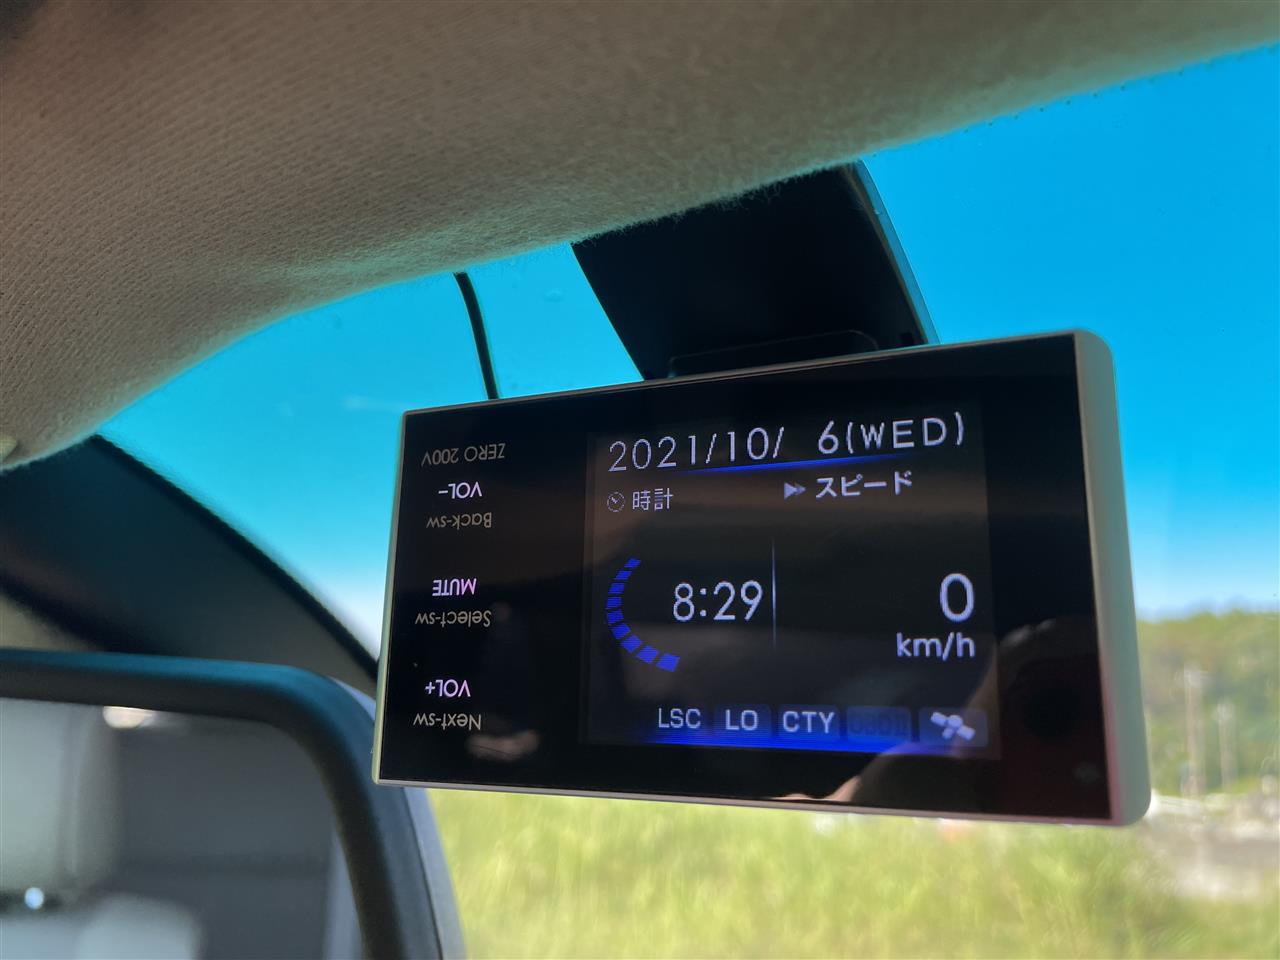 2021/10/ 6(WED)
時計
スピード
8:29
0
km/h
LSC LO CTY OBDII
ZERO 200V
VOL-
Back-sw
MUTE
Select-sw
VOL+
Next-sw